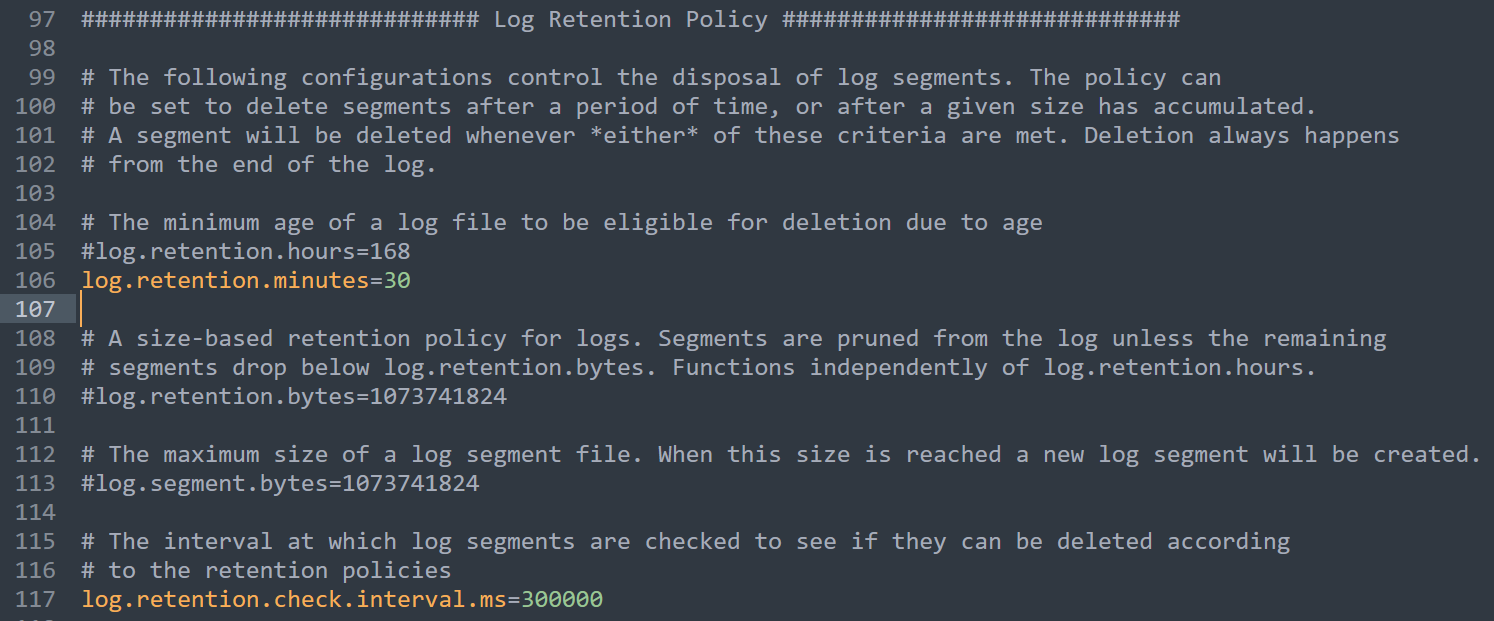 97 ############################# Log Retention Policy #############################
98
99 # The following configurations control the disposal of log segments. The policy can
100 # be set to delete segments after a period of time, or after a given size has accumulated.
101 # A segment will be deleted whenever *either* of these criteria are met. Deletion always happens
102 # from the end of the log.
103
104 # The minimum age of a log file to be eligible for deletion due to age
105 #log.retention.hours=168
106 log.retention.minutes=30
107
108 # A size-based retention policy for logs. Segments are pruned from the log unless the remaining
109 # segments drop below log.retention.bytes. Functions independently of log.retention.hours.
110 #log.retention.bytes=1073741824
111
112 # The maximum size of a log segment file. When this size is reached a new log segment will be created.
113 #log.segment.bytes=1073741824
114
115 # The interval at which log segments are checked to see if they can be deleted according
116 # to the retention policies
117 log.retention.check.interval.ms=300000